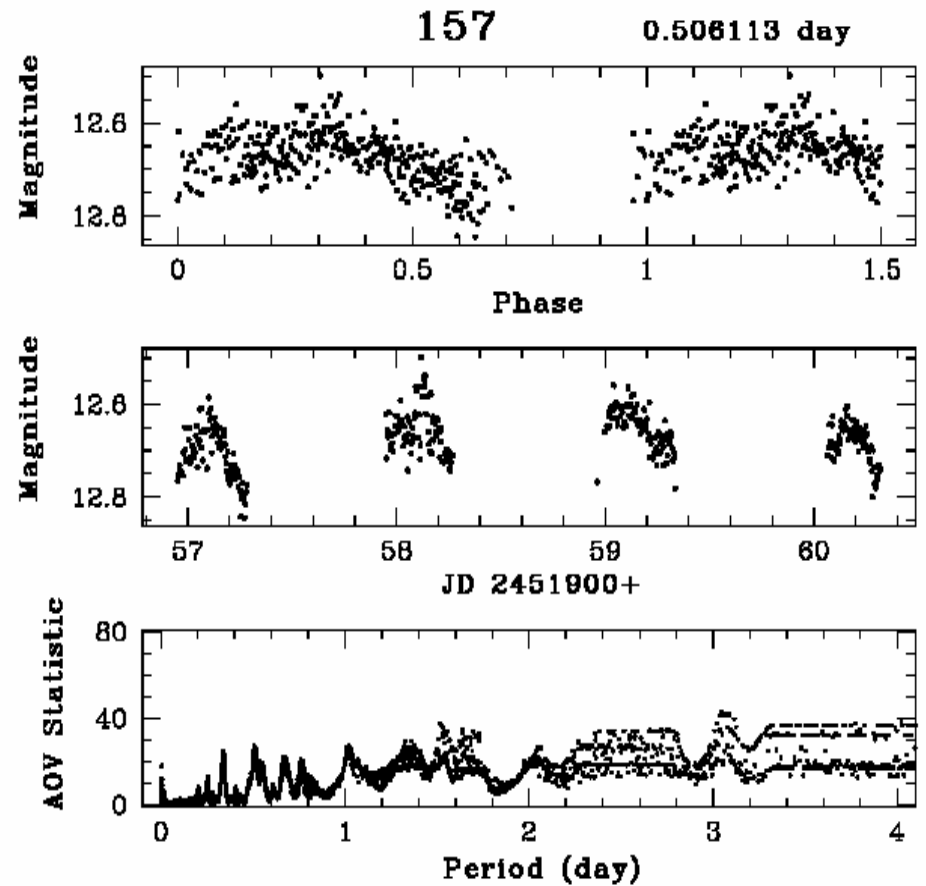 157 0.506113 day
Magnitude
12.6
12.8
0 0.5 1 1.5
Phase
Magnitude
12.6
12.8
57 58 59 60
JD 2451900+
AOV Statistic
80
40
0
0 1 2 3 4
Period (day)